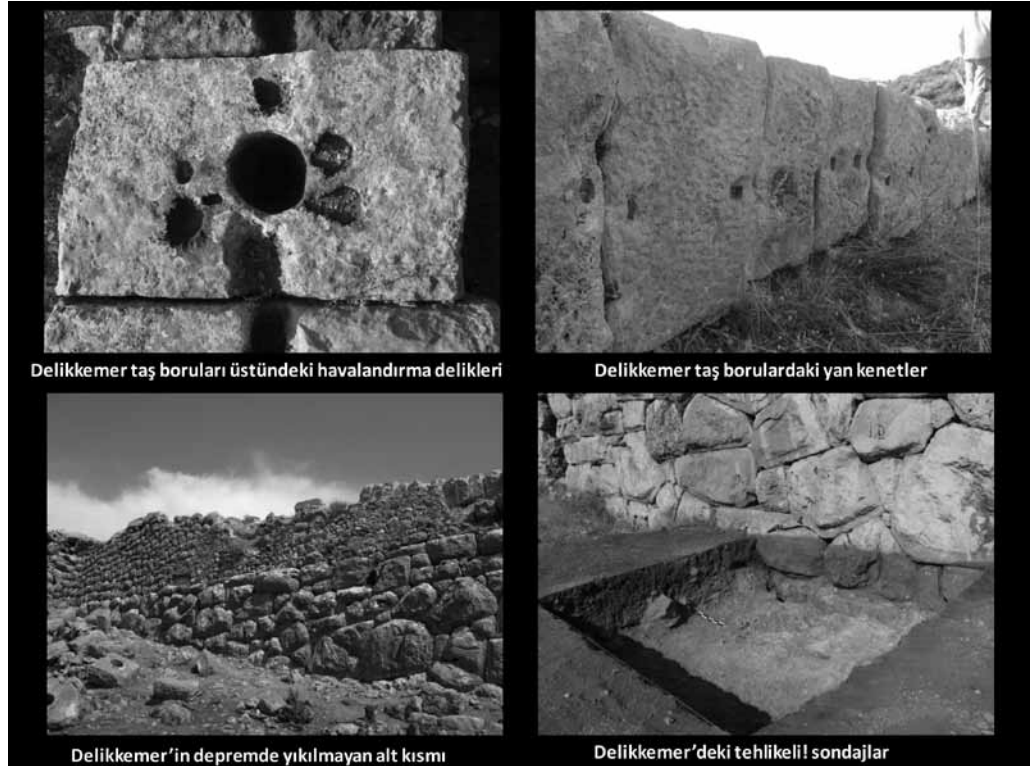 Delikkemer taş boruları üstündeki havalandırma delikleri
Delikkemer taş borulardaki yan kenetler
Delikkemer'in depremde yıkılmayan alt kısmı
Delikkemer'deki tehlikeli! sondajlar